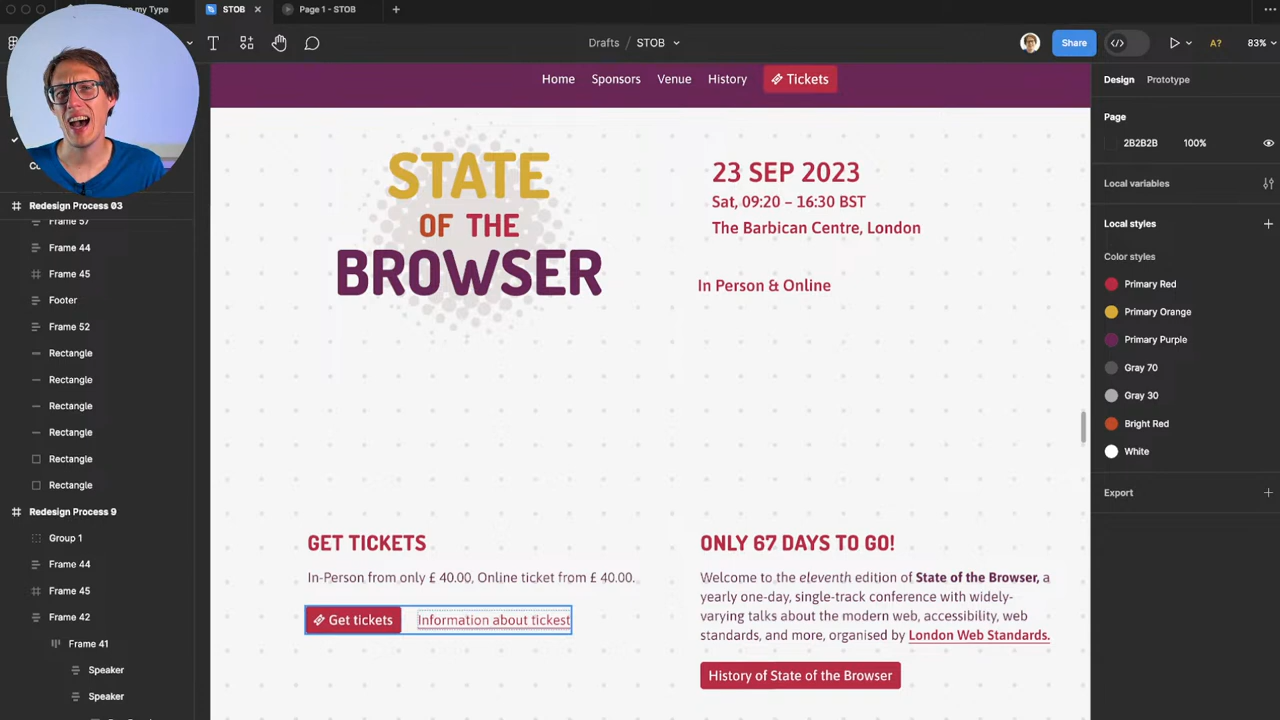 n my Type
STOB
Page 1 - STOB
Drafts / STOB
Share
A?
83%
Home Sponsors Venue History Tickets
STATE
OF THE
BROWSER
23 SEP 2023
Sat, 09:20 – 16:30 BST
The Barbican Centre, London
In Person & Online
GET TICKETS
In-Person from only £ 40.00, Online ticket from £ 40.00.
Get tickets
Information about tickest
ONLY 67 DAYS TO GO!
Welcome to the eleventh edition of State of the Browser, a
yearly one-day, single-track conference with widely-
varying talks about the modern web, accessibility, web
standards, and more, organised by London Web Standards.
History of State of the Browser
Redesign Process 03
Frame 57
Frame 44
Frame 45
Footer
Frame 52
Rectangle
Rectangle
Rectangle
Rectangle
Rectangle
Rectangle
Redesign Process 9
Group 1
Frame 44
Frame 45
Frame 42
Frame 41
Speaker
Speaker
Design Prototype
Page
2B2B2B 100%
Local variables
Local styles
Color styles
Primary Red
Primary Orange
Primary Purple
Gray 70
Gray 30
Bright Red
White
Export